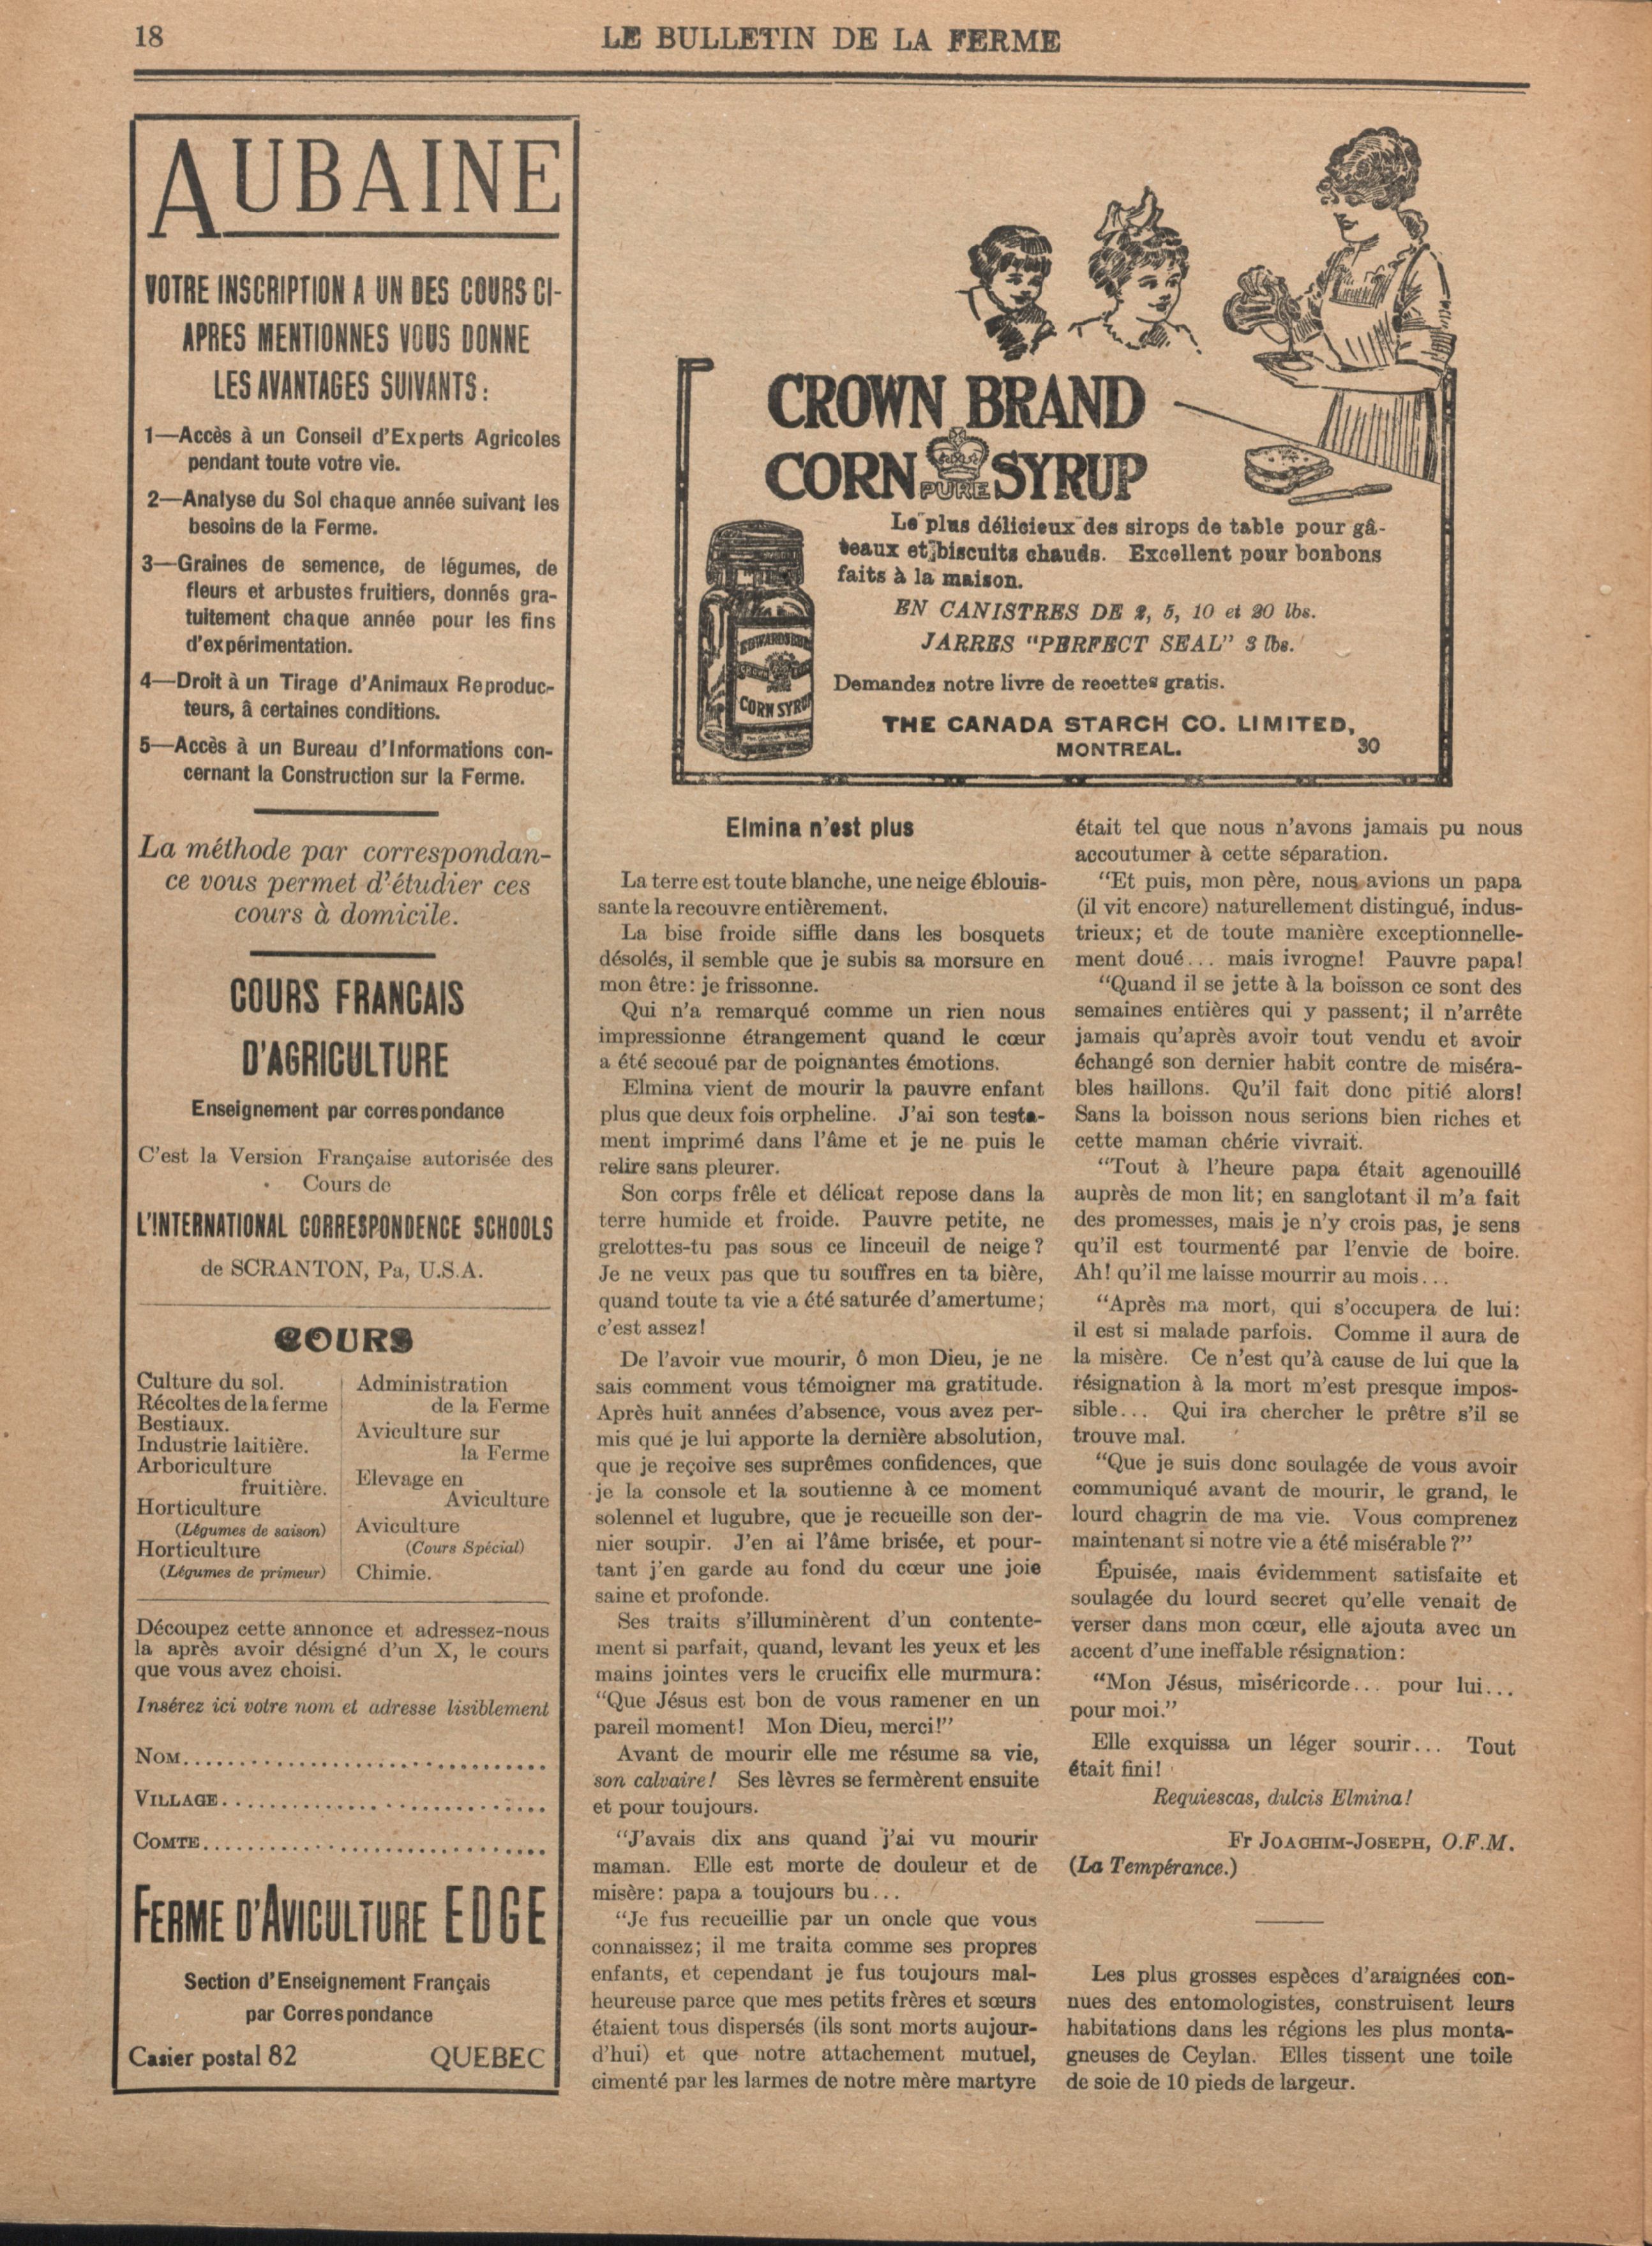 18
LE BULLETIN DE LA FERME
AUBAINE
VOTRE INSCRIPTION A UN DES COURS CI-
APRES MENTIONNES VOUS DONNE
LES AVANTAGES SUIVANTS:
1—Accès à un Conseil d'Experts Agricoles
pendant toute votre vie.
2—Analyse du Sol chaque année suivant les
besoins de la Ferme.
3—Graines de semence, de légumes, de
fleurs et arbustes fruitiers, donnés gra-
tuitement chaque année pour les fins
d'expérimentation.
4—Droit à un Tirage d'Animaux Reproduc-
teurs, â certaines conditions.
5—Accès à un Bureau d'Informations con-
cernant la Construction sur la Ferme.
La méthode par correspondan-
ce vous permet d'étudier ces
cours à domicile.
COURS FRANCAIS
D'AGRICULTURE
Enseignement par correspondance
C'est la Version Française autorisée des
Cours de
L'INTERNATIONAL CORRESPONDENCE SCHOOLS
de SCRANTON, Pa, U.S.A.
COURS
Culture du sol.
Récoltes de la ferme
Bestiaux.
Industrie laitière.
Arboriculture
fruitière.
Horticulture
(Légumes de saison)
Horticulture
(Légumes de primeur)
Administration
de la Ferme
Aviculture sur
la Ferme
Elevage en
Aviculture
Aviculture
(Cours Spécial)
Chimie.
Découpez cette annonce et adressez-nous
la après avoir désigné d'un X, le cours
que vous avez choisi.
Insérez ici votre nom et adresse lisiblement
NOM....................................
VILLAGE................................
COMTE..................................
FERME D'AVICULTURE EDGE
Section d'Enseignement Français
par Correspondance
Casier postal 82 QUEBEC
CROWN BRAND
CORN PURE SYRUP
Le plus délicieux des sirops de table pour gâ-
teaux et biscuits chauds. Excellent pour bonbons
faits à la maison.
EN CANISTRES DE 2, 5, 10 et 20 lbs.
JARRES "PERFECT SEAL" 3 lbs.
Demandez notre livre de recettes gratis.
THE CANADA STARCH CO. LIMITED,
MONTREAL. 30
EDWARDSBURG
CORN SYRUP
Elmina n'est plus
La terre est toute blanche, une neige éblouis-
sante la recouvre entièrement.
La bise froide siffle dans les bosquets
désolés, il semble que je subis sa morsure en
mon être: je frissonne.
Qui n'a remarqué comme un rien nous
impressionne étrangement quand le cœur
a été secoué par de poignantes émotions.
Elmina vient de mourir la pauvre enfant
plus que deux fois orpheline. J'ai son testa-
ment imprimé dans l'âme et je ne puis le
relire sans pleurer.
Son corps frêle et délicat repose dans la
terre humide et froide. Pauvre petite, ne
grelottes-tu pas sous ce linceuil de neige?
Je ne veux pas que tu souffres en ta bière,
quand toute ta vie a été saturée d'amertume;
c'est assez!
De l'avoir vue mourir, ô mon Dieu, je ne
sais comment vous témoigner ma gratitude.
Après huit années d'absence, vous avez per-
mis que je lui apporte la dernière absolution,
que je reçoive ses suprêmes confidences, que
je la console et la soutienne à ce moment
solennel et lugubre, que je recueille son der-
nier soupir. J'en ai l'âme brisée, et pour-
tant j'en garde au fond du cœur une joie
saine et profonde.
Ses traits s'illuminèrent d'un contente-
ment si parfait, quand, levant les yeux et les
mains jointes vers le crucifix elle murmura:
"Que Jésus est bon de vous ramener en un
pareil moment! Mon Dieu, merci!"
Avant de mourir elle me résume sa vie,
son calvaire! Ses lèvres se fermèrent ensuite
et pour toujours.
"J'avais dix ans quand j'ai vu mourir
maman. Elle est morte de douleur et de
misère: papa a toujours bu...
"Je fus recueillie par un oncle que vous
connaissez; il me traita comme ses propres
enfants, et cependant je fus toujours mal-
heureuse parce que mes petits frères et sœurs
étaient tous dispersés (ils sont morts aujour-
d'hui) et que notre attachement mutuel,
cimenté par les larmes de notre mère martyre
était tel que nous n'avons jamais pu nous
accoutumer à cette séparation.
"Et puis, mon père, nous avions un papa
(il vit encore) naturellement distingué, indus-
trieux; et de toute manière exceptionnelle-
ment doué... mais ivrogne! Pauvre papa!
"Quand il se jette à la boisson ce sont des
semaines entières qui y passent; il n'arrête
jamais qu'après avoir tout vendu et avoir
échangé son dernier habit contre de miséra-
bles haillons. Qu'il fait donc pitié alors!
Sans la boisson nous serions bien riches et
cette maman chérie vivrait.
"Tout à l'heure papa était agenouillé
auprès de mon lit; en sanglotant il m'a fait
des promesses, mais je n'y crois pas, je sens
qu'il est tourmenté par l'envie de boire.
Ah! qu'il me laisse mourrir au mois...
"Après ma mort, qui s'occupera de lui:
il est si malade parfois. Comme il aura de
la misère. Ce n'est qu'à cause de lui que la
résignation à la mort m'est presque impos-
sible... Qui ira chercher le prêtre s'il se
trouve mal.
"Que je suis donc soulagée de vous avoir
communiqué avant de mourir, le grand, le
lourd chagrin de ma vie. Vous comprenez
maintenant si notre vie a été misérable?"
Épuisée, mais évidemment satisfaite et
soulagée du lourd secret qu'elle venait de
verser dans mon cœur, elle ajouta avec un
accent d'une ineffable résignation:
"Mon Jésus, miséricorde... pour lui...
pour moi."
Elle exquissa un léger sourir... Tout
était fini!
Requiescas, dulcis Elmina!
Fr JOACHIM-JOSEPH, O.F.M.
(La Tempérance.)
Les plus grosses espèces d'araignées con-
nues des entomologistes, construisent leurs
habitations dans les régions les plus monta-
gneuses de Ceylan. Elles tissent une toile
de soie de 10 pieds de largeur.